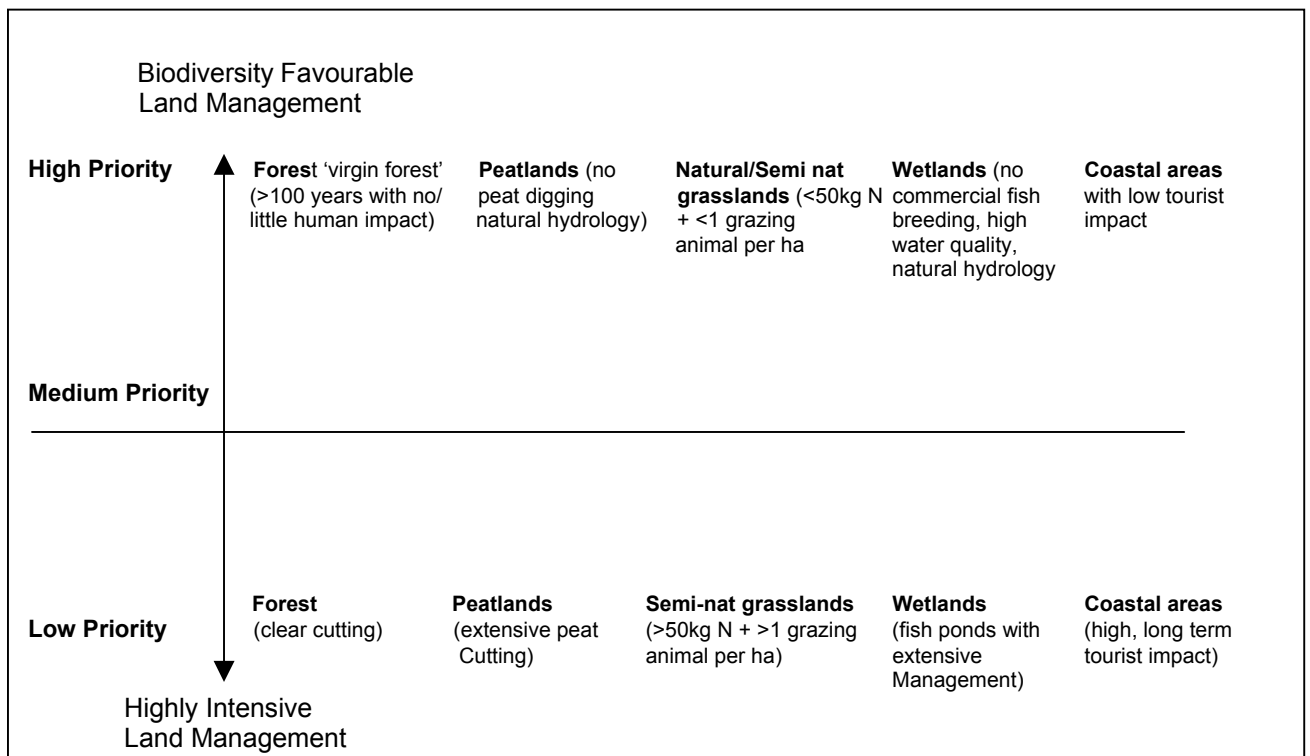 Biodiversity Favourable
Land Management
High Priority
Forest 'virgin forest'
(>100 years with no/
little human impact)
Peatlands (no
peat digging
natural hydrology)
Natural/Semi nat
grasslands (<50kg N
+ <1 grazing
animal per ha
Wetlands (no
commercial fish
breeding, high
water quality,
natural hydrology
Coastal areas
with low tourist
impact
Medium Priority
Low Priority
Forest
(clear cutting)
Peatlands
(extensive peat
Cutting)
Semi-nat grasslands
(>50kg N + >1 grazing
animal per ha)
Wetlands
(fish ponds with
extensive
Management)
Coastal areas
(high, long term
tourist impact)
Highly Intensive
Land Management